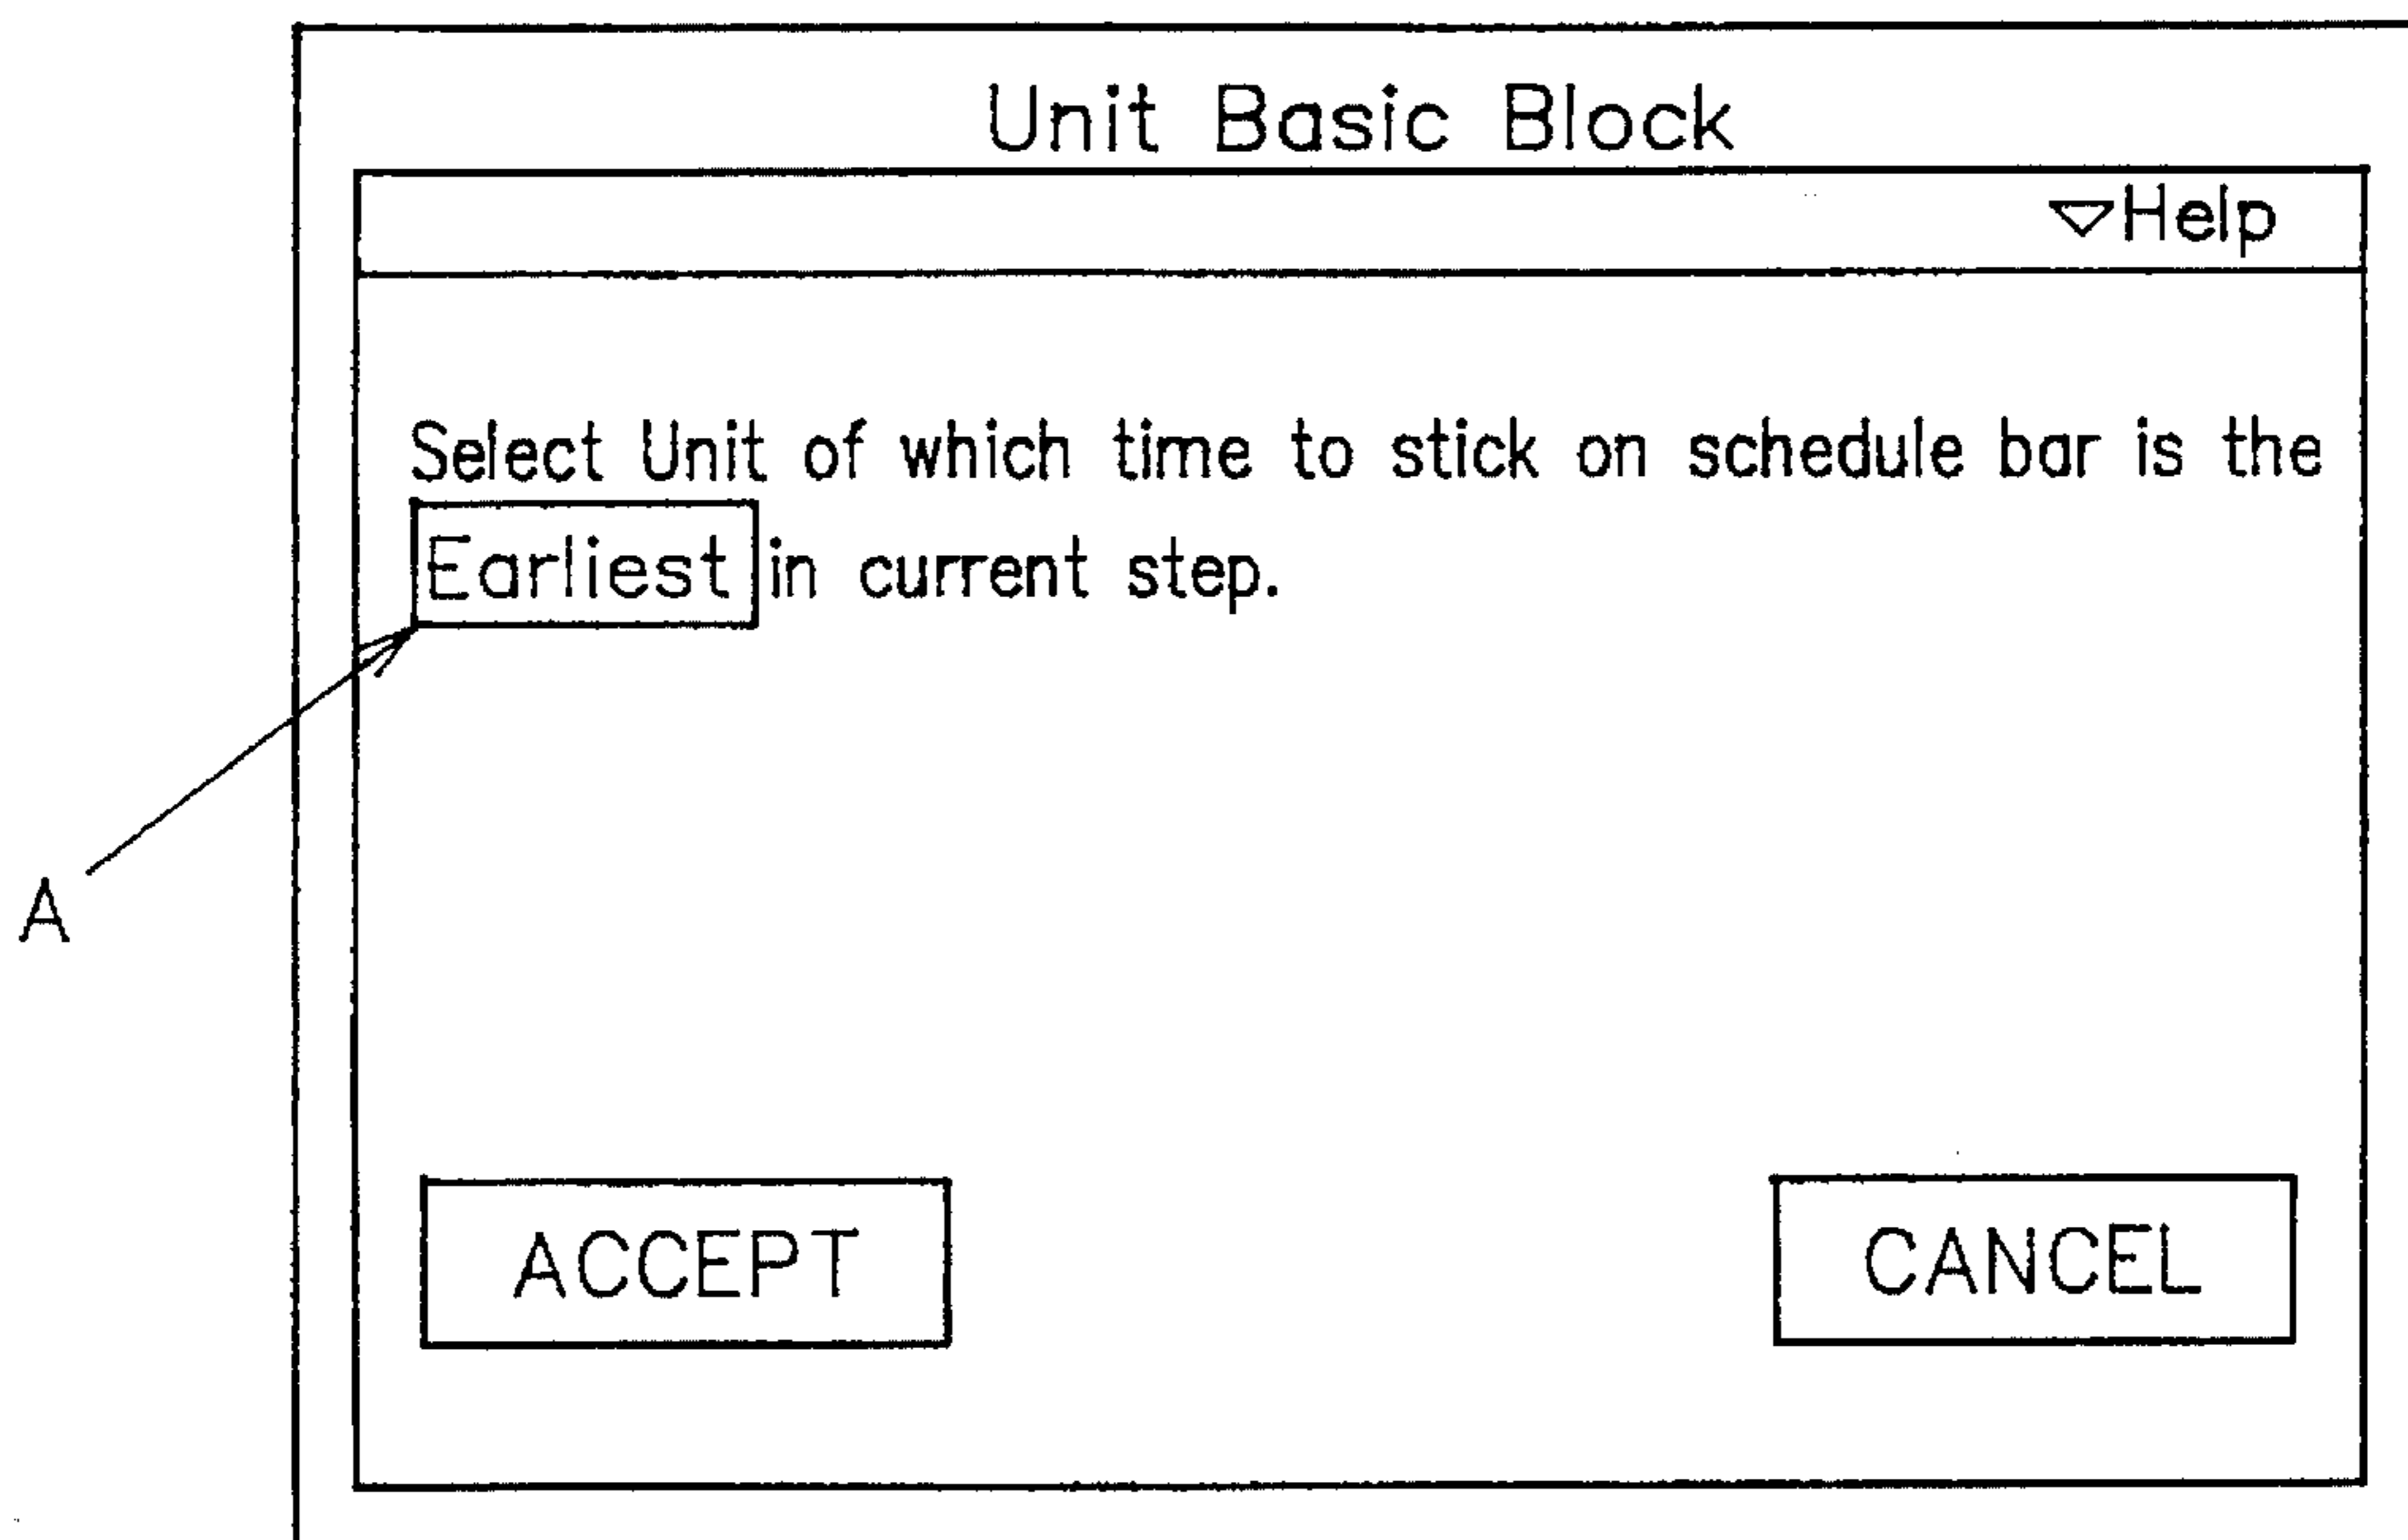 Unit Basic Block
▽Help
Select Unit of which time to stick on schedule bar is the
Earliest in current step.
A
ACCEPT
CANCEL